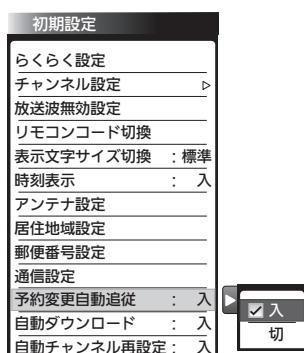 初期設定
らくらく設定
チャンネル設定 ▷
放送波無効設定
リモコンコード切換
表示文字サイズ切換 : 標準
時刻表示 : 入
アンテナ設定
居住地域設定
郵便番号設定
通信設定
予約変更自動追従 : 入
自動ダウンロード : 入
自動チャンネル再設定 : 入
入
切